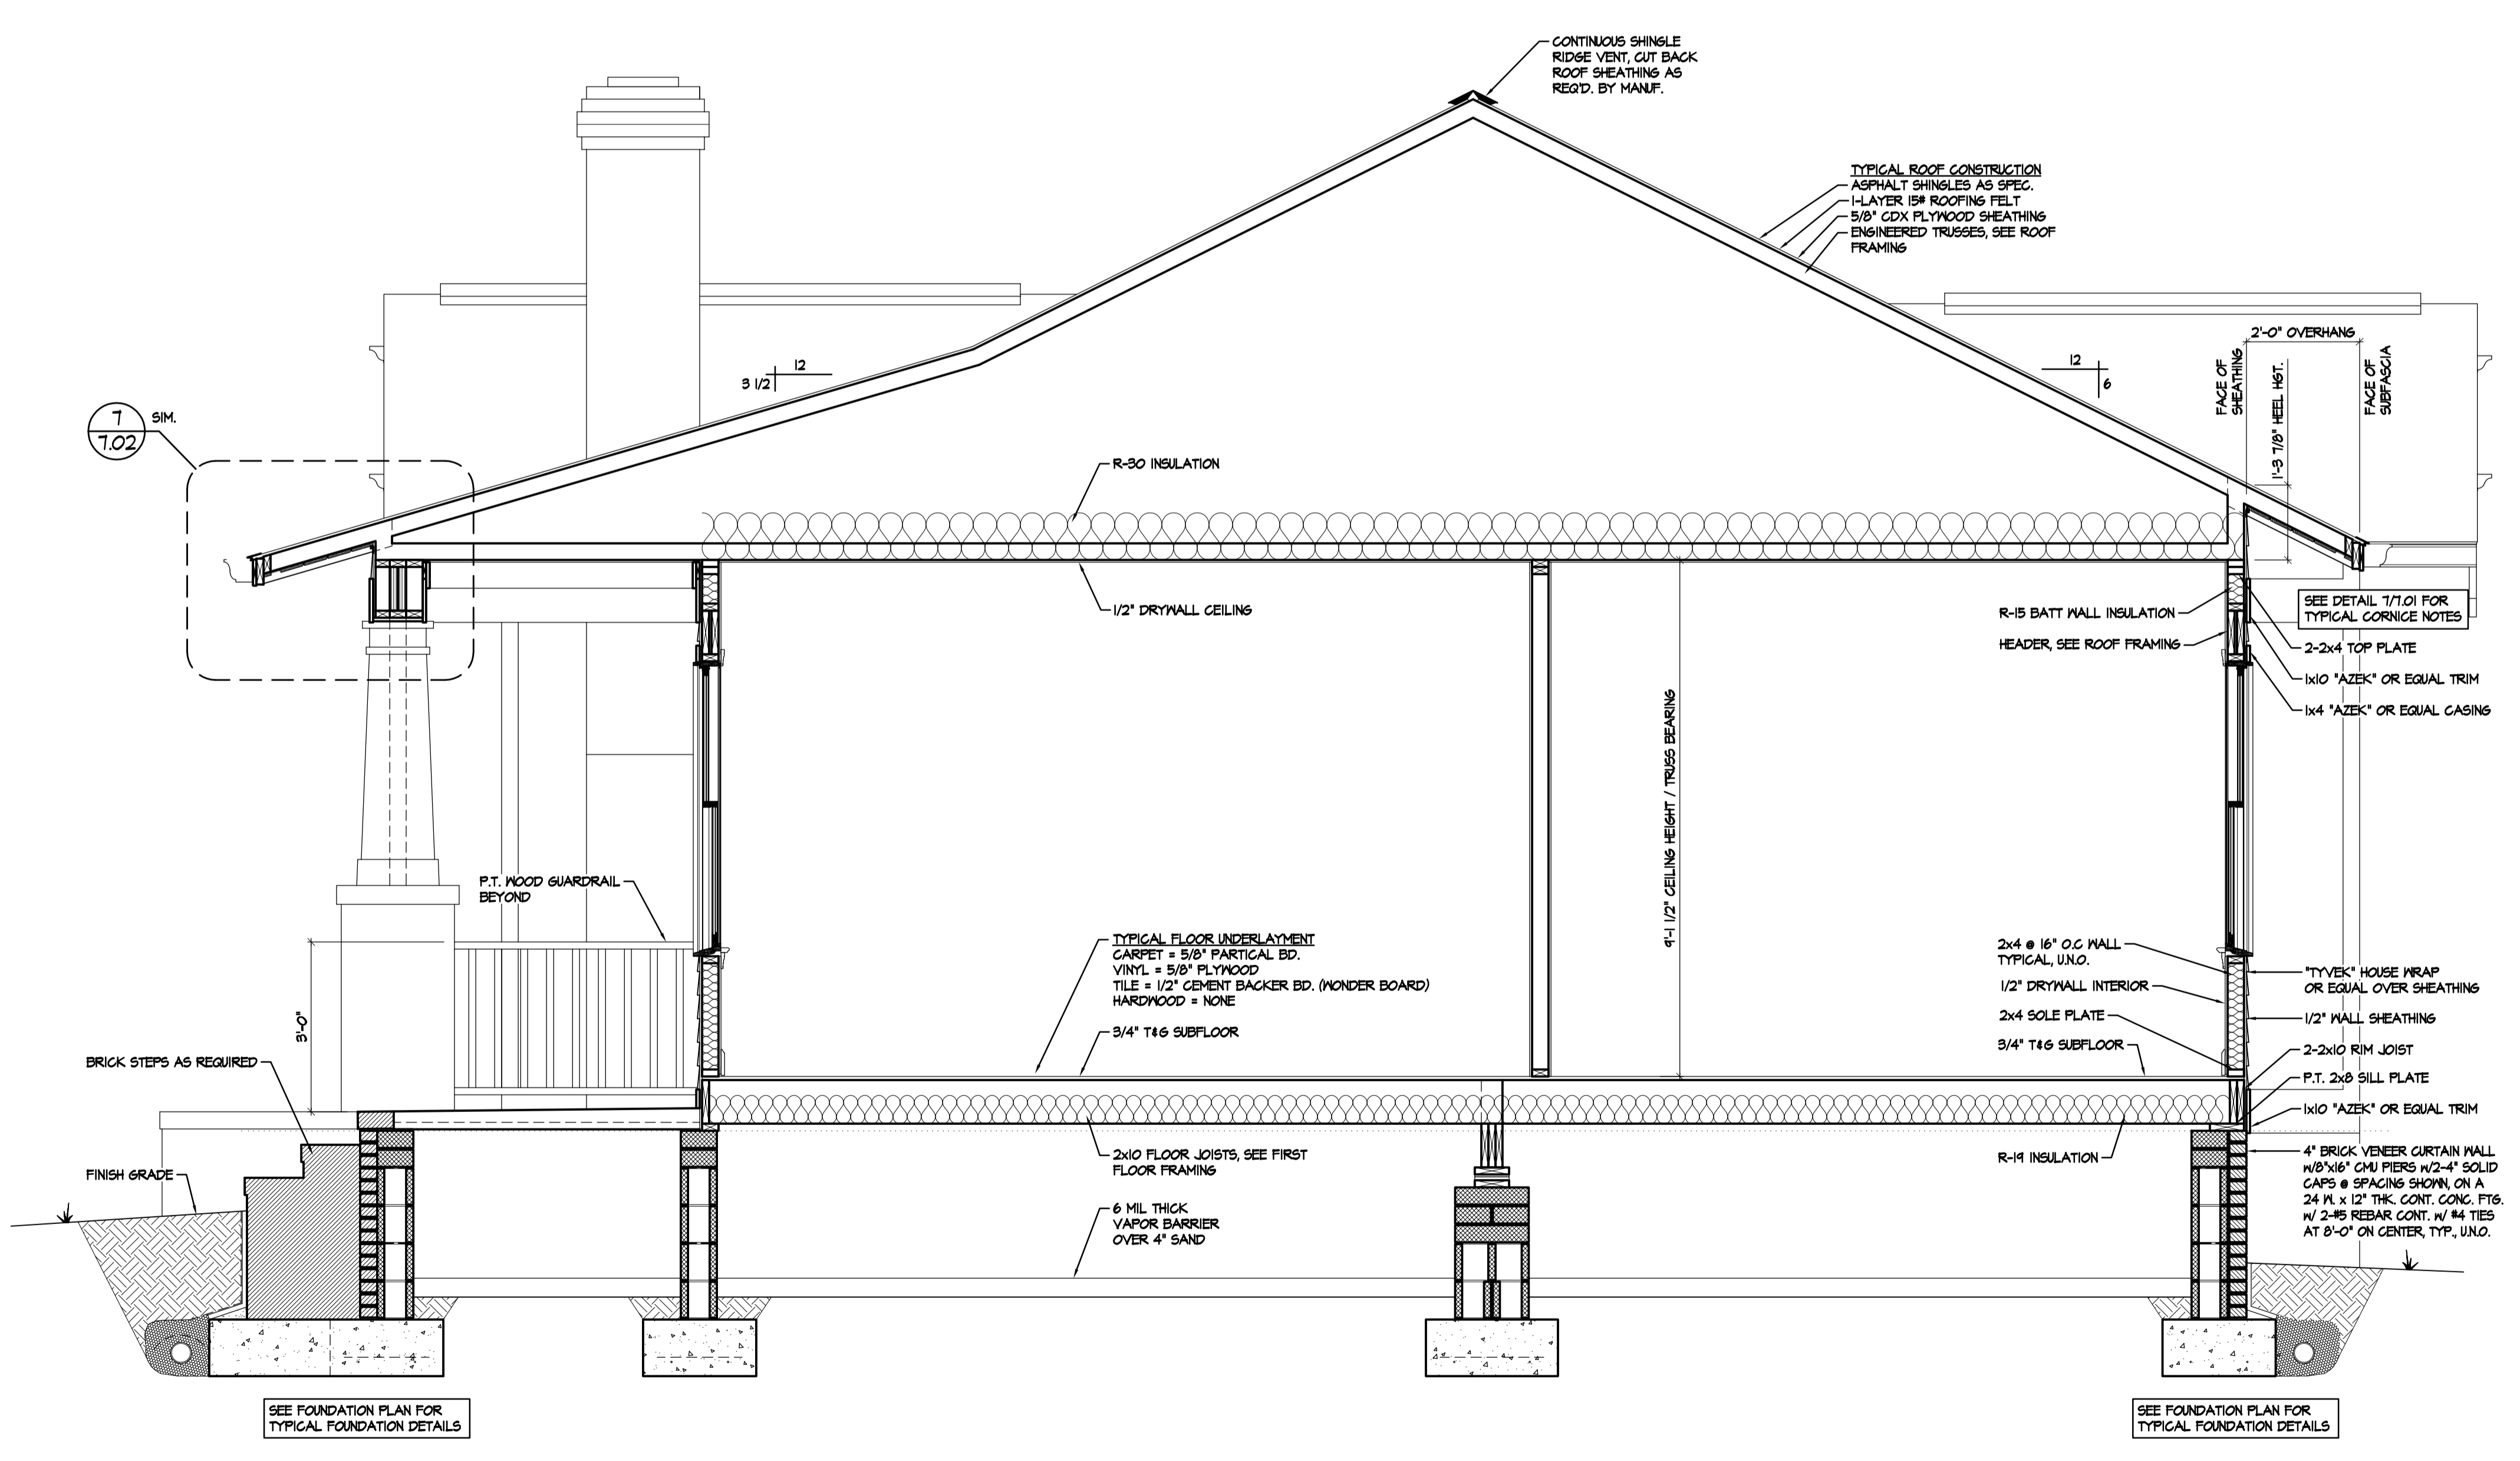 CONTINUOUS SHINGLE
RIDGE VENT, CUT BACK
ROOF SHEATHING AS
REQ'D. BY MANUF.
TYPICAL ROOF CONSTRUCTION
ASPHALT SHINGLES AS SPEC.
1-LAYER 15# ROOFING FELT
5/8" CDX PLYWOOD SHEATHING
ENGINEERED TRUSSES, SEE ROOF
FRAMING
2'-0" OVERHANG
FACE OF
SHEATHING
1'-3 7/8" HEEL HGT.
FACE OF
SUBFASCIA
12
3 1/2
12
6
7
7.02
SIM.
R-30 INSULATION
1/2" DRYWALL CEILING
R-15 BATT WALL INSULATION
HEADER, SEE ROOF FRAMING
SEE DETAIL 7/7.01 FOR
TYPICAL CORNICE NOTES
2-2x4 TOP PLATE
1x10 "AZEK" OR EQUAL TRIM
1x4 "AZEK" OR EQUAL CASING
9'-1 1/2" CEILING HEIGHT / TRUSS BEARING
P.T. WOOD GUARDRAIL
BEYOND
3'-0"
TYPICAL FLOOR UNDERLAYMENT
CARPET = 5/8" PARTICAL BD.
VINYL = 5/8" PLYWOOD
TILE = 1/2" CEMENT BACKER BD. (WONDER BOARD)
HARDWOOD = NONE
3/4" T&G SUBFLOOR
2x4 @ 16" O.C WALL
TYPICAL, U.N.O.
1/2" DRYWALL INTERIOR
2x4 SOLE PLATE
3/4" T&G SUBFLOOR
"TYVEK" HOUSE WRAP
OR EQUAL OVER SHEATHING
1/2" WALL SHEATHING
2-2x10 RIM JOIST
P.T. 2x8 SILL PLATE
1x10 "AZEK" OR EQUAL TRIM
BRICK STEPS AS REQUIRED
FINISH GRADE
2x10 FLOOR JOISTS, SEE FIRST
FLOOR FRAMING
6 MIL THICK
VAPOR BARRIER
OVER 4" SAND
R-19 INSULATION
4" BRICK VENEER CURTAIN WALL
w/8"x16" CMU PIERS w/2-4" SOLID
CAPS @ SPACING SHOWN, ON A
24 W. x 12" THK. CONT. CONC. FTG.
w/ 2-#5 REBAR CONT. w/ #4 TIES
AT 8'-0" ON CENTER, TYP., U.N.O.
SEE FOUNDATION PLAN FOR
TYPICAL FOUNDATION DETAILS
SEE FOUNDATION PLAN FOR
TYPICAL FOUNDATION DETAILS